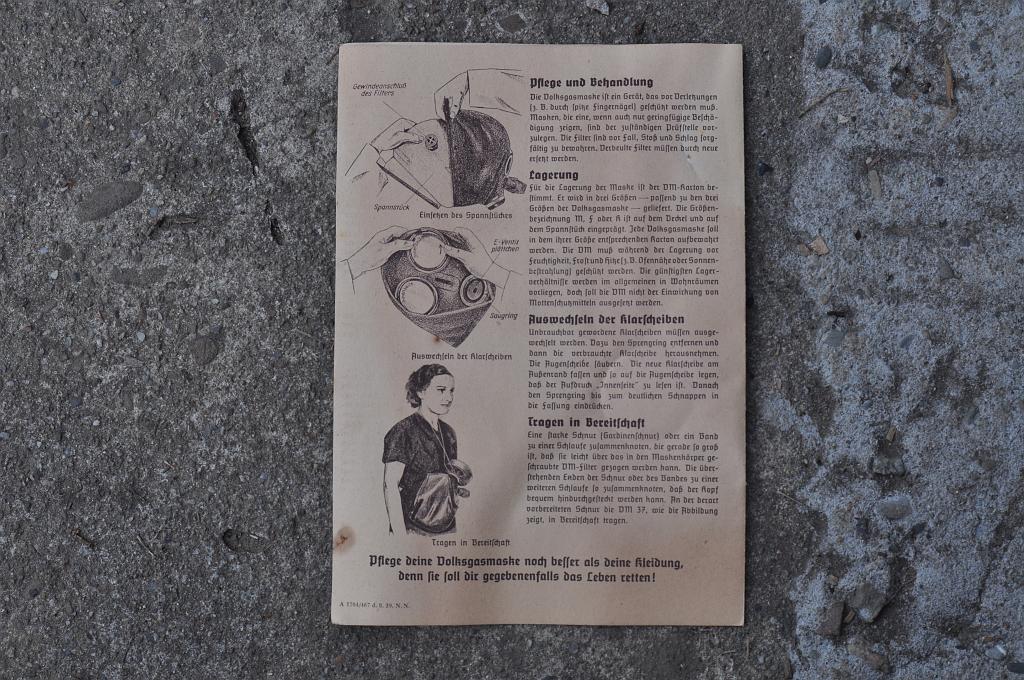 Gewindeanschluß
des Filters
Spannstück
Einsetzen des Spannstückes
E-Ventil
plättchen
Saugring
Auswechseln der Klarscheiben
Tragen in Bereitschaft
Pflege und Behandlung
Die Volksgasmaske ist ein Gerät, das vor Verletzungen
(z. B. durch spitze Fingernägel) geschützt werden muß.
Masken, die eine, wenn auch nur geringfügige Beschä-
digung zeigen, sind der zuständigen Prüfstelle vor-
zulegen. Die Filter sind vor Fall, Stoß und Schlag sorg-
fältig zu bewahren. Verbeulte Filter müssen durch neue
ersetzt werden.
Lagerung
Für die Lagerung der Maske ist der VM-Karton be-
stimmt. Er wird in drei Größen — passend zu den drei
Größen der Volksgasmaske — geliefert. Die Größen-
bezeichnung M, F oder K ist auf dem Deckel und auf
dem Spannstück eingeprägt. Jede Volksgasmaske soll
in dem ihrer Größe entsprechenden Karton aufbewahrt
werden. Die VM muß während der Lagerung vor
Feuchtigkeit, Frost und Hitze (z. B. Ofennähe oder Sonnen-
bestrahlung) geschützt werden. Die günstigsten Lager-
verhältnisse werden im allgemeinen in Wohnräumen
vorliegen, doch soll die VM nicht der Einwirkung von
Mottenschutzmitteln ausgesetzt werden.
Auswechseln der Klarscheiben
Unbrauchbar gewordene Klarscheiben müssen ausge-
wechselt werden. Dazu den Sprengring entfernen und
dann die verbrauchte Klarscheibe herausnehmen.
Die Augenscheibe säubern. Die neue Klarscheibe am
Außenrand fassen und so auf die Augenscheibe legen,
daß der Aufdruck „Innenseite" zu lesen ist. Danach
den Sprengring bis zum deutlichen Schnappen in
die Fassung eindrücken.
Tragen in Bereitschaft
Eine starke Schnur (Gardinenschnur) oder ein Band
zu einer Schlaufe zusammenknoten, die gerade so groß
ist, daß sie leicht über das in den Maskenkörper ge-
schraubte VM-Filter gezogen werden kann. Die über-
stehenden Enden der Schnur oder des Bandes zu einer
weiteren Schlaufe so zusammenknoten, daß der Kopf
bequem hindurchgesteckt werden kann. An der derart
vorbereiteten Schnur die VM 37, wie die Abbildung
zeigt, in Bereitschaft tragen.
Pflege deine Volksgasmaske noch besser als deine Kleidung,
denn sie soll dir gegebenenfalls das Leben retten!
A 1704/467 d. 8. 39. N. N.